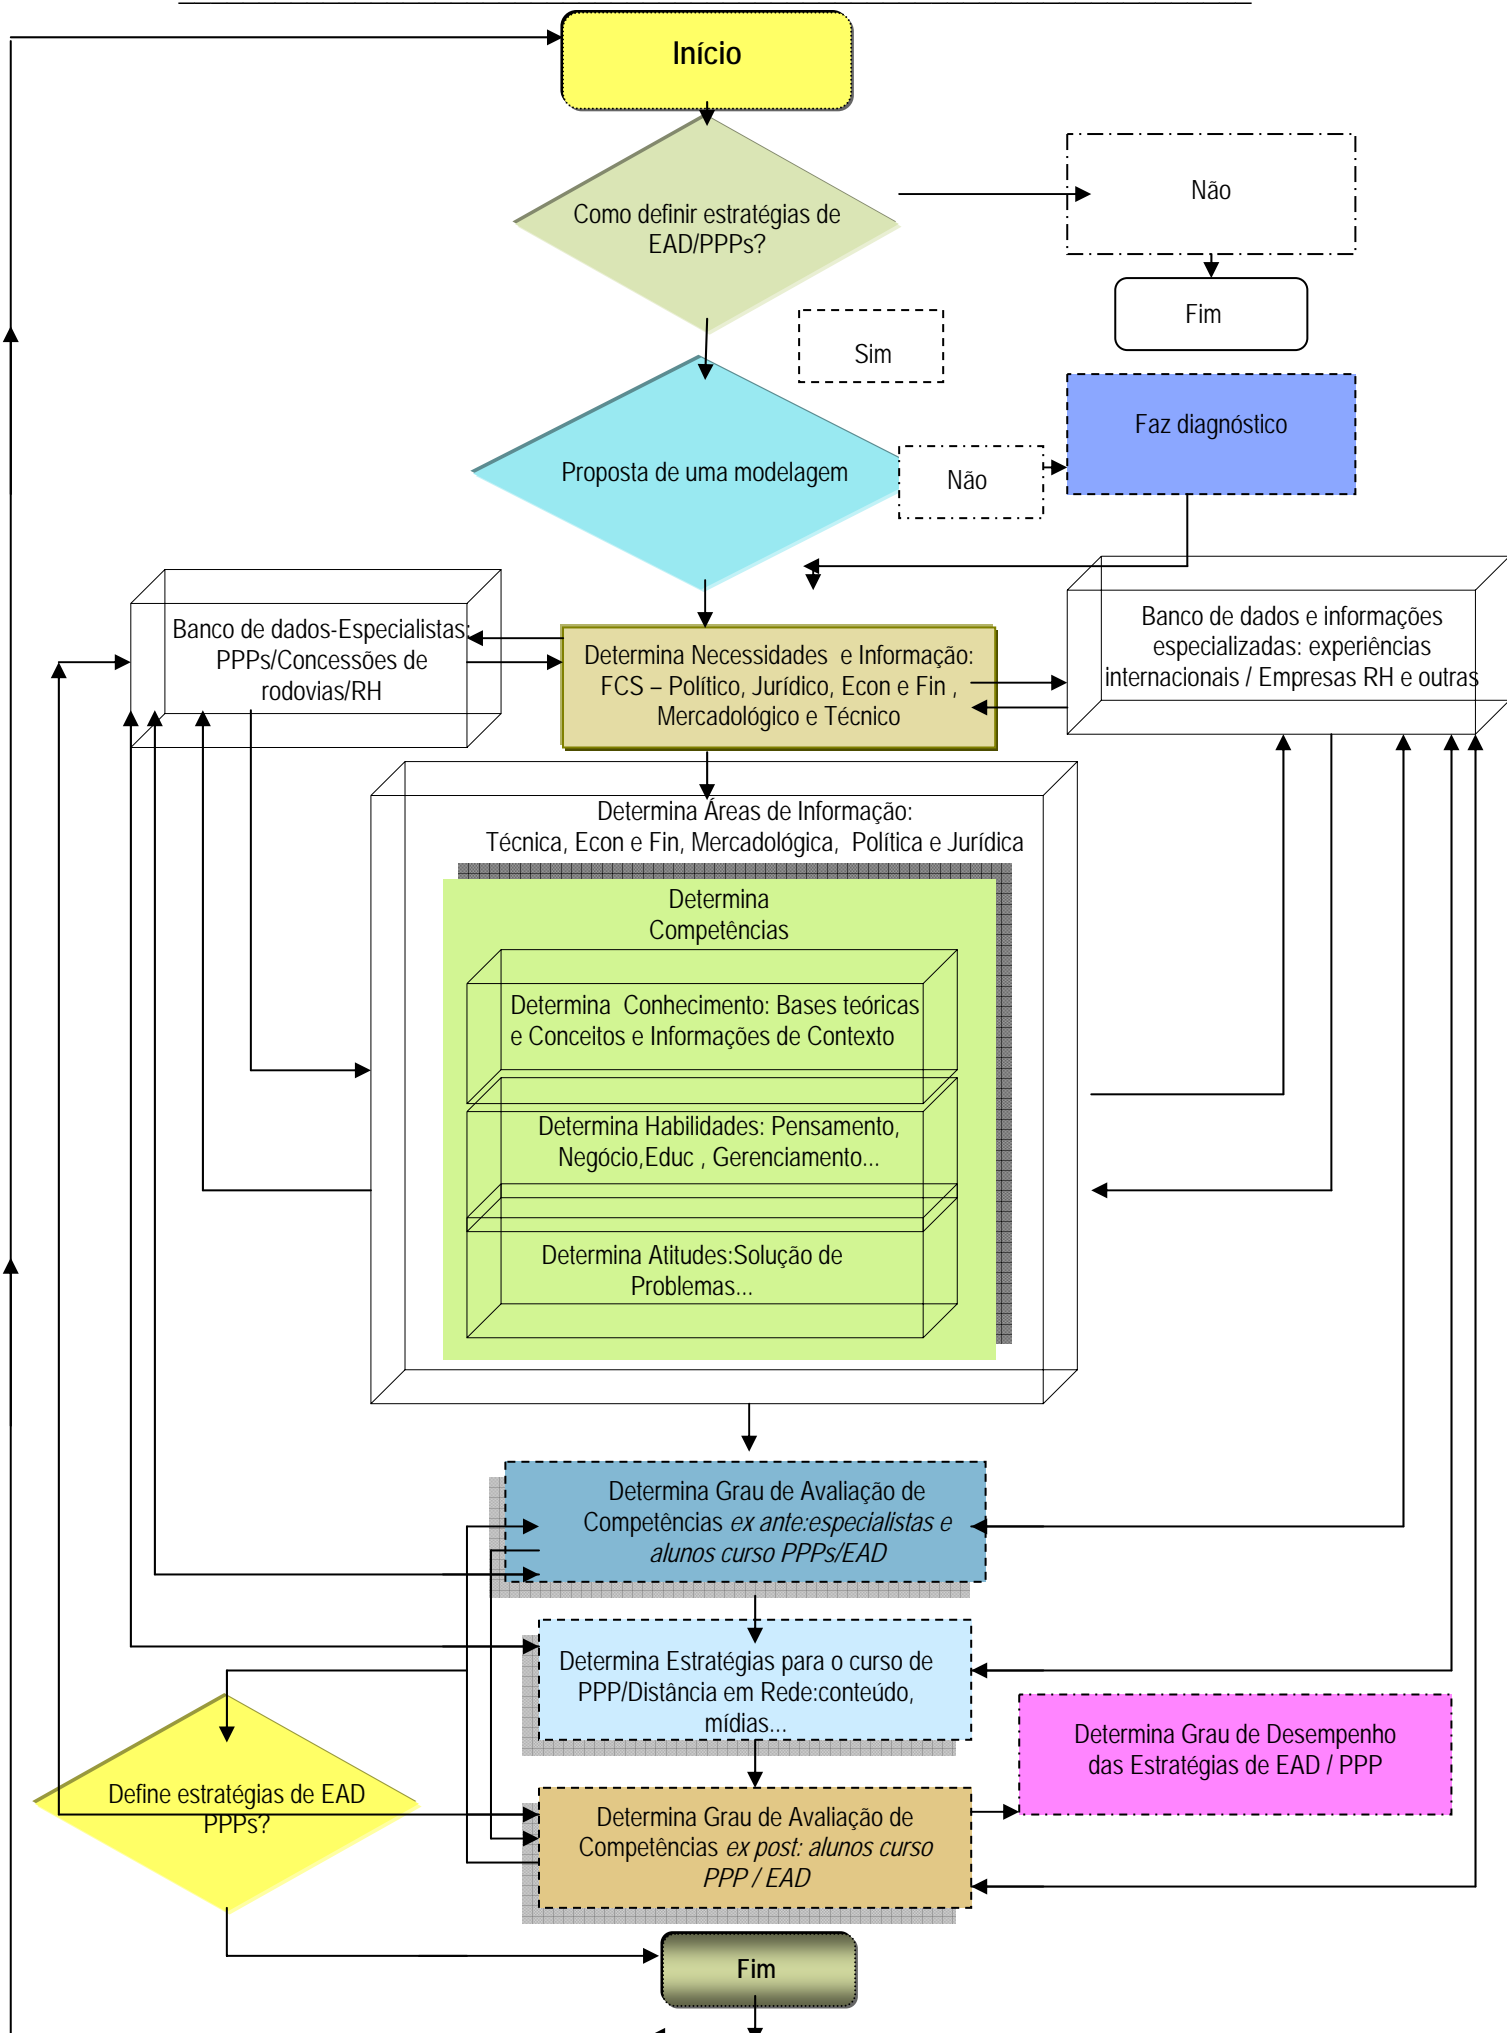 Início
Como definir estratégias de
EAD/PPPs?
Não
Fim
Sim
Proposta de uma modelagem
Não
Faz diagnóstico
Banco de dados-Especialistas:
PPPs/Concessões de
rodovias/RH
Determina Necessidades e Informação:
FCS – Político, Jurídico, Econ e Fin ,
Mercadológico e Técnico
Banco de dados e informações
especializadas: experiências
internacionais / Empresas RH e outras
Determina Áreas de Informação:
Técnica, Econ e Fin, Mercadológica, Política e Jurídica
Determina
Competências
Determina Conhecimento: Bases teóricas
e Conceitos e Informações de Contexto
Determina Habilidades: Pensamento,
Negócio,Educ , Gerenciamento...
Determina Atitudes:Solução de
Problemas...
Determina Grau de Avaliação de
Competências ex ante:especialistas e
alunos curso PPPs/EAD
Determina Estratégias para o curso de
PPP/Distância em Rede:conteúdo,
mídias...
Determina Grau de Desempenho
das Estratégias de EAD / PPP
Define estratégias de EAD
PPPs?
Determina Grau de Avaliação de
Competências ex post: alunos curso
PPP / EAD
Fim